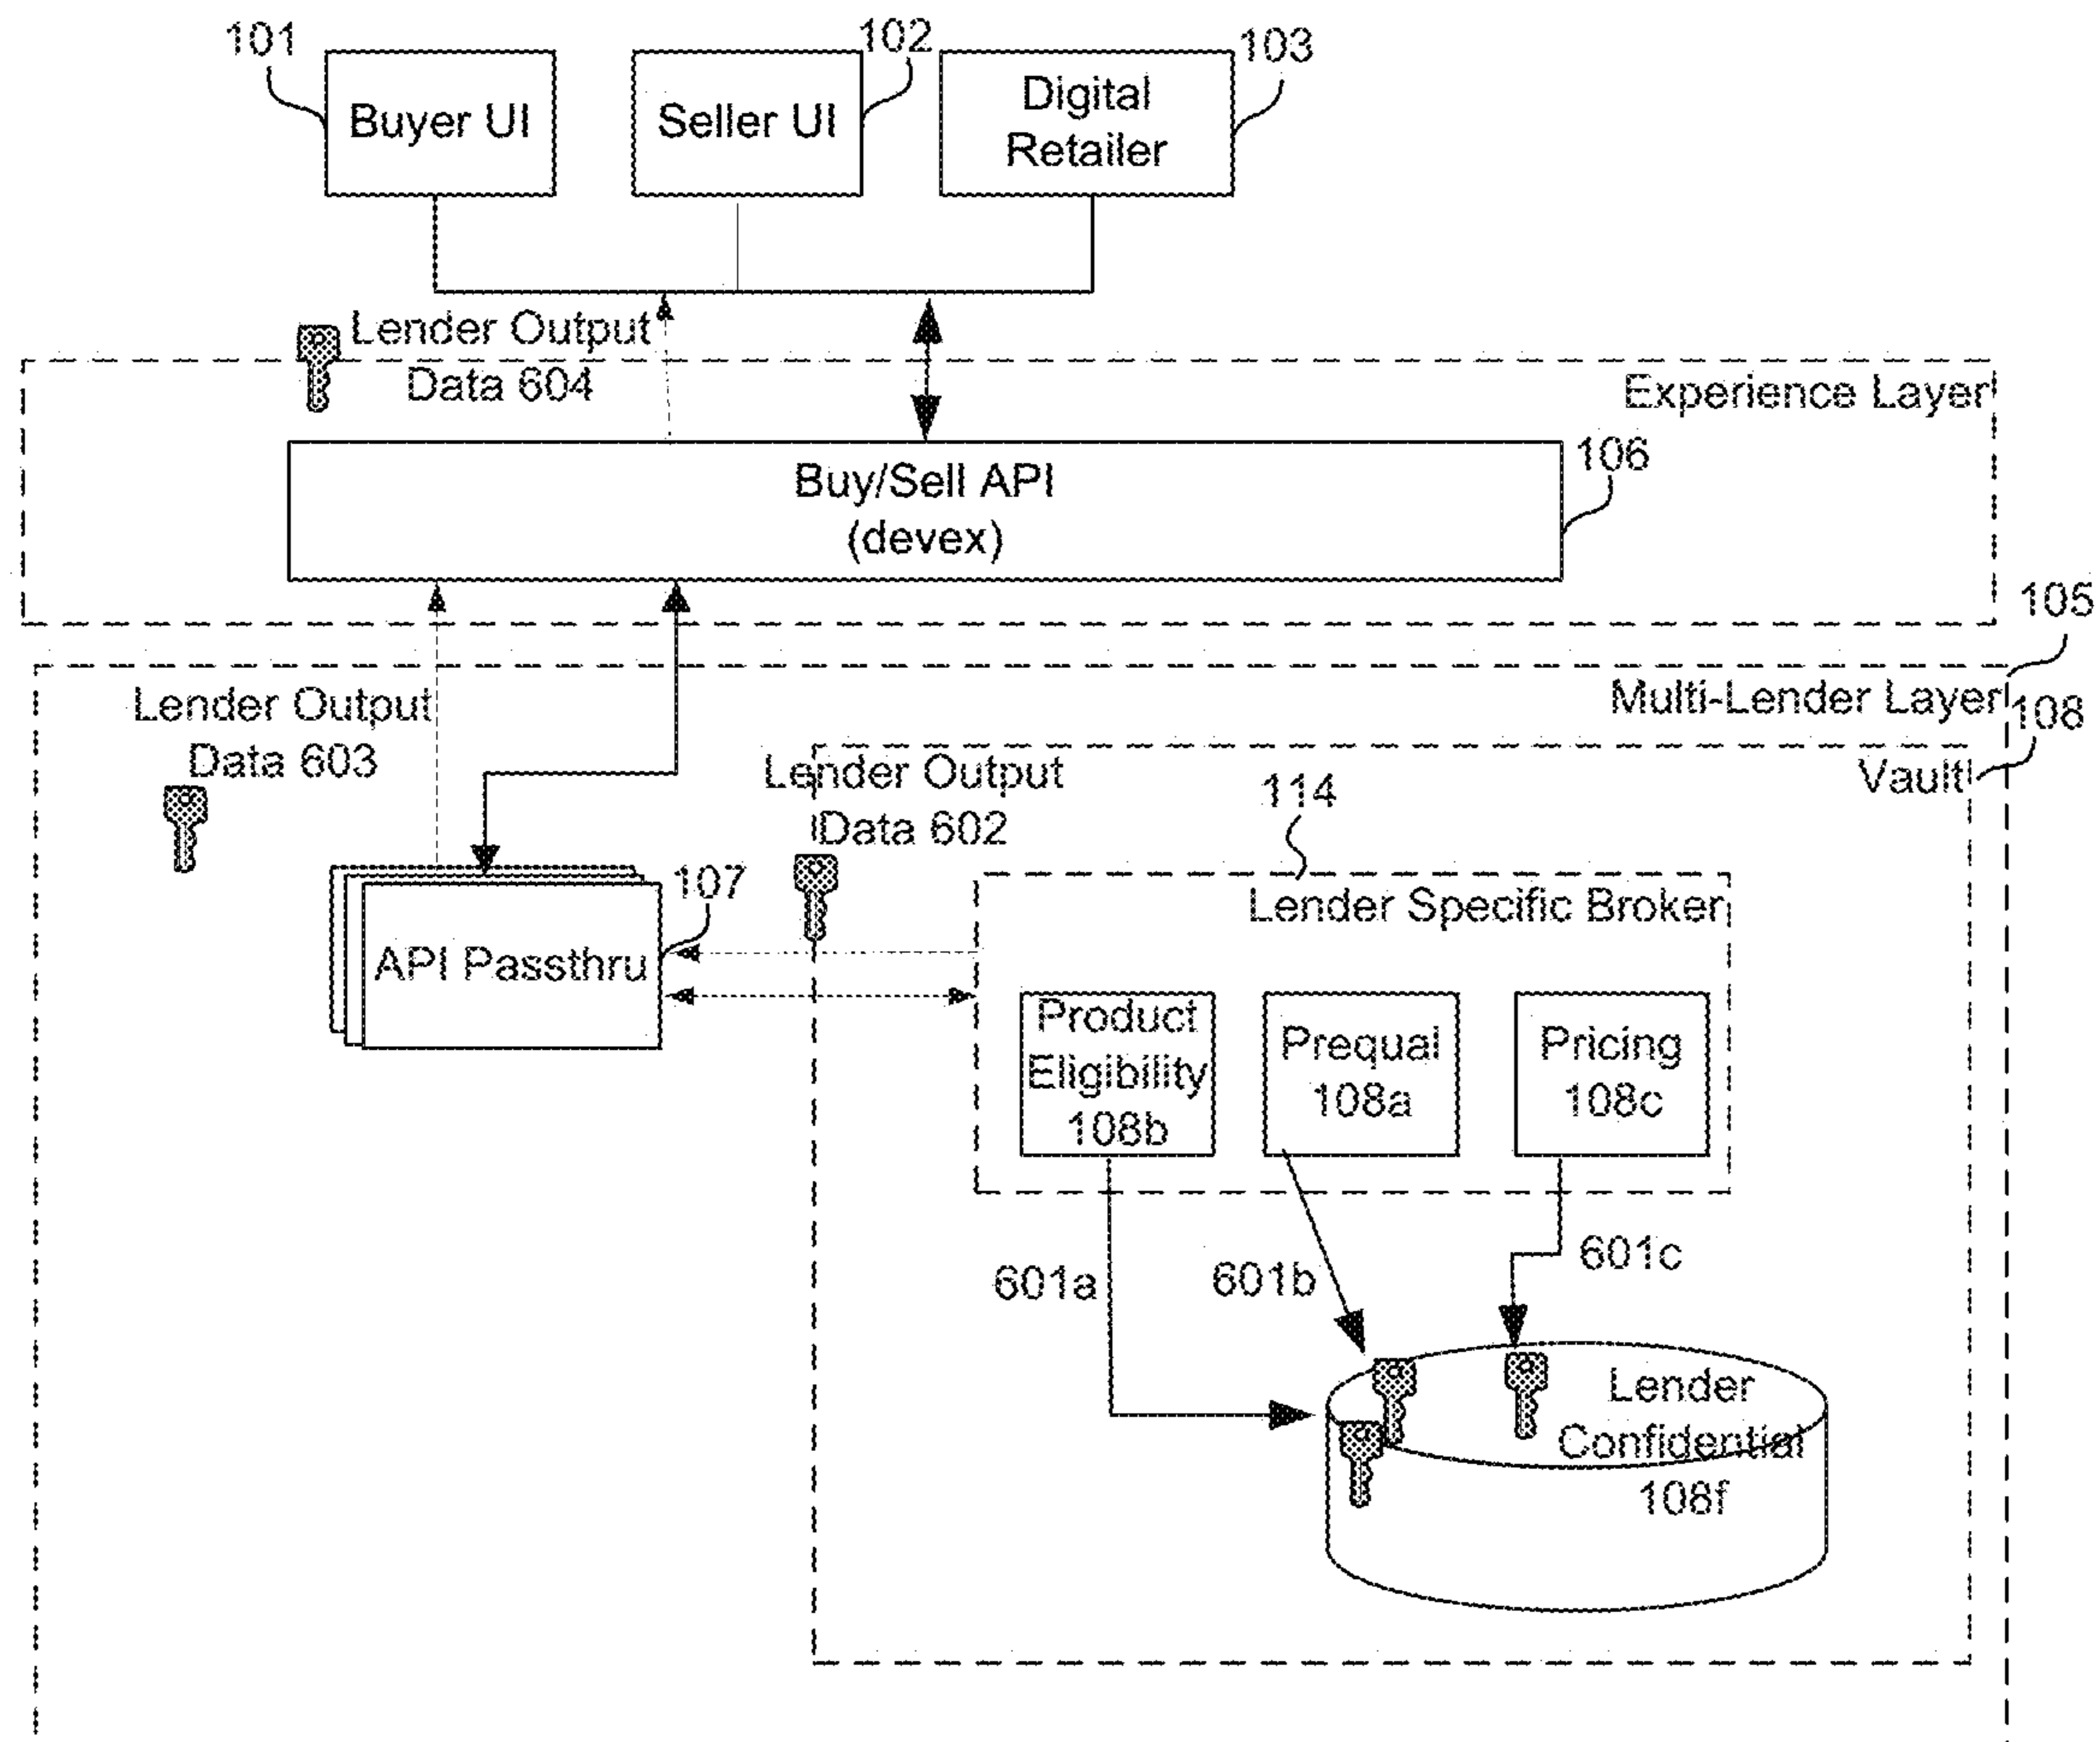 101
Buyer UI
102
Seller UI
103
Digital
Retailer
Lender Output
Data 604
Experience Layer
106
Buy/Sell API
(devex)
105
Multi-Lender Layer
108
Lender Output
Data 603
Vault
Lender Output
Data 602
114
107
API Passthru
Lender Specific Broker
Product
Eligibility
108b
Prequal
108a
Pricing
108c
601a
601b
601c
Lender
Confidential
108f